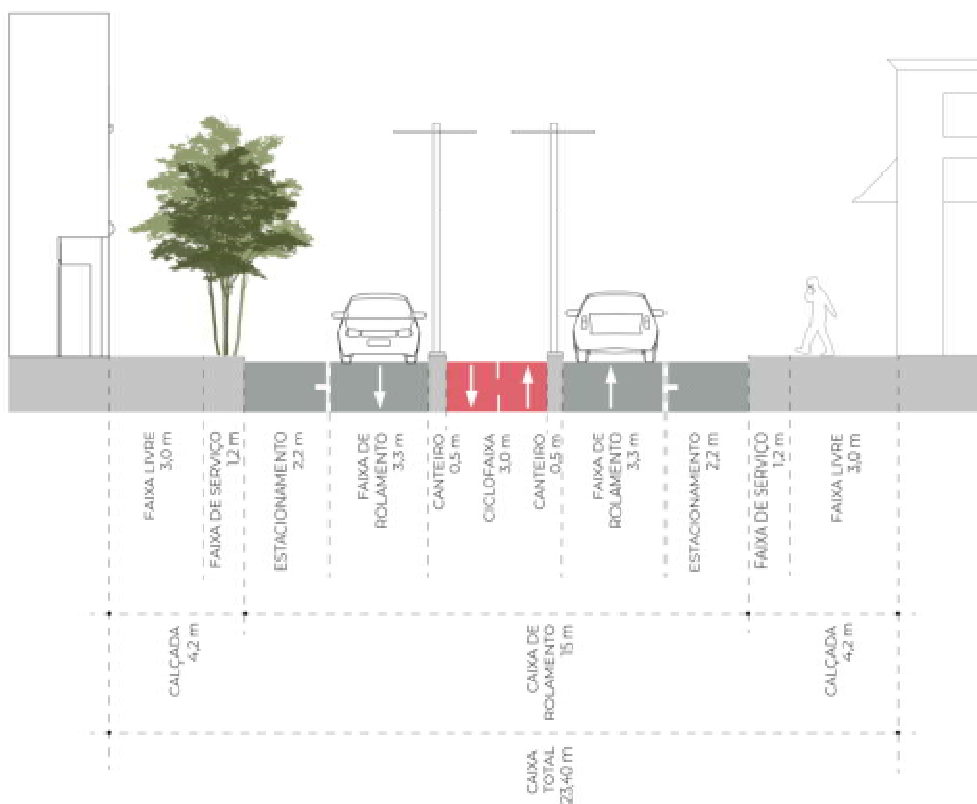 FAIXA LIVRE
3,0 m
FAIXA DE SERVIÇO
1,2 m
ESTACIONAMENTO
2,2 m
FAIXA DE
ROLAMENTO
3,3 m
CANTEIRO
0,5 m
CICLOFAIXA
3,0 m
CANTEIRO
0,5 m
FAIXA DE
ROLAMENTO
3,3 m
ESTACIONAMENTO
2,2 m
FAIXA DE SERVIÇO
1,2 m
FAIXA LIVRE
3,0 m
CALÇADA
4,2 m
CAIXA DE
ROLAMENTO
15 m
CALÇADA
4,2 m
CAIXA
TOTAL
23,40 m